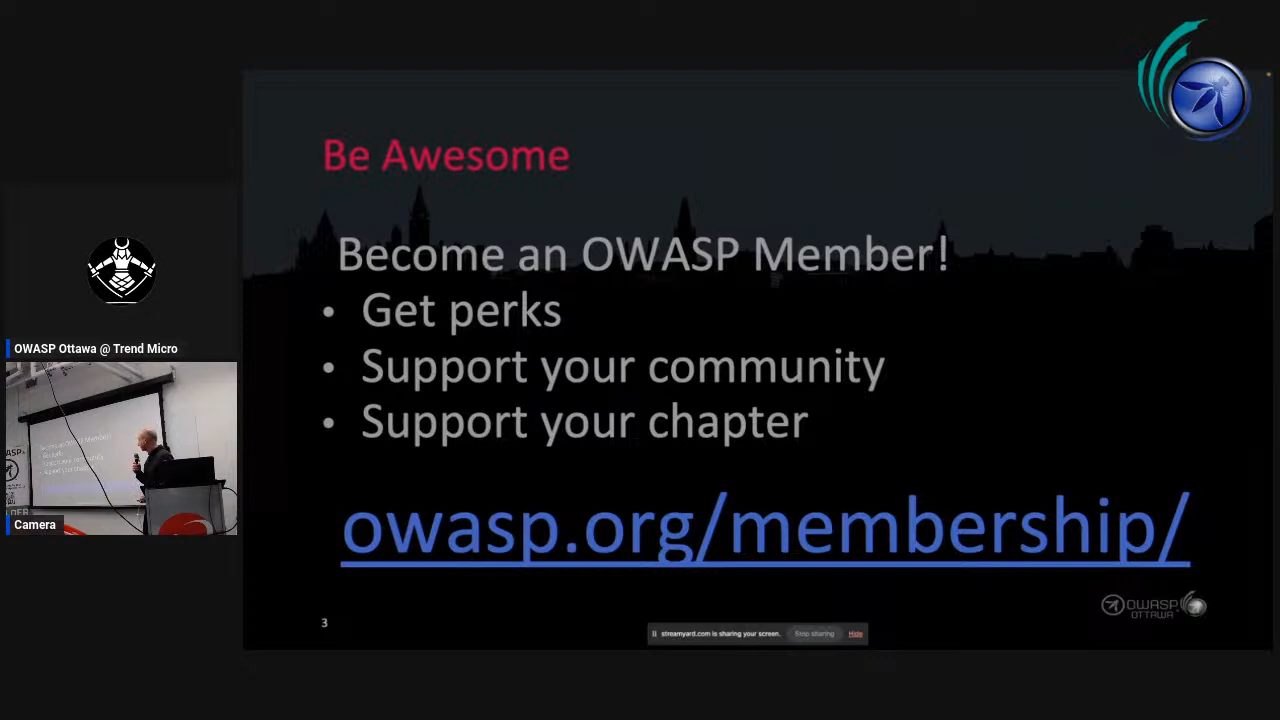 Be Awesome
Become an OWASP Member!
• Get perks
• Support your community
• Support your chapter
owasp.org/membership/
3
OWASP
OTTAWA
streamyard.com is sharing your screen. Stop sharing Hide
OWASP Ottawa @ Trend Micro
Camera